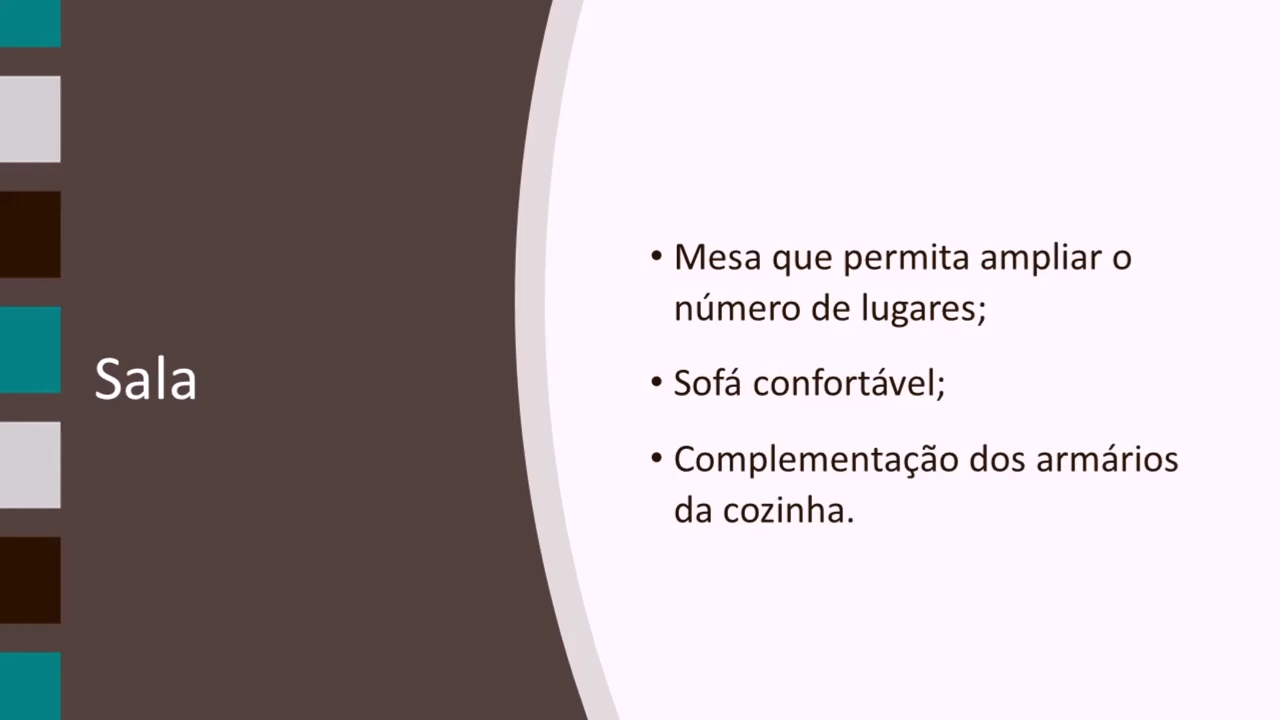 Sala
• Mesa que permita ampliar o
número de lugares;
• Sofá confortável;
• Complementação dos armários
da cozinha.